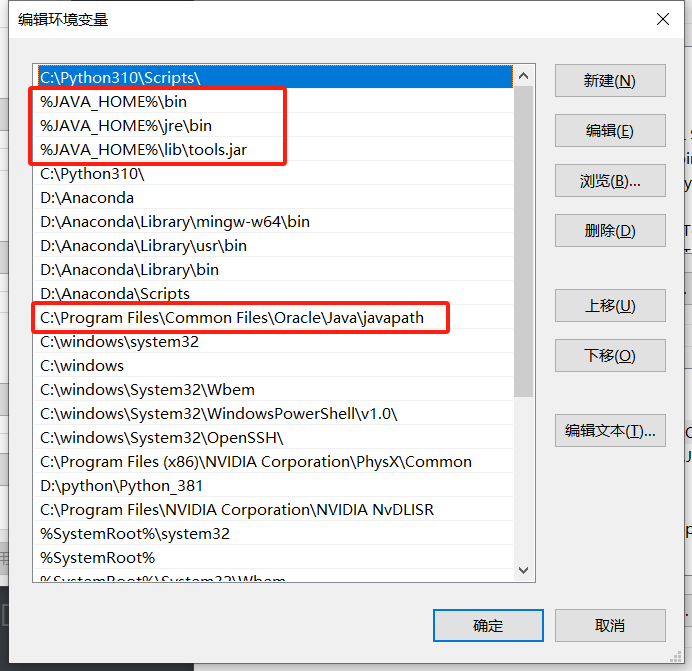 编辑环境变量
C:\Python310\Scripts\
%JAVA_HOME%\bin
%JAVA_HOME%\jre\bin
%JAVA_HOME%\lib\tools.jar
C:\Python310\
D:\Anaconda
D:\Anaconda\Library\mingw-w64\bin
D:\Anaconda\Library\usr\bin
D:\Anaconda\Library\bin
D:\Anaconda\Scripts
C:\Program Files\Common Files\Oracle\Java\javapath
C:\windows\system32
C:\windows
C:\windows\System32\Wbem
C:\windows\System32\WindowsPowerShell\v1.0\
C:\windows\System32\OpenSSH\
C:\Program Files (x86)\NVIDIA Corporation\PhysX\Common
D:\python\Python_381
C:\Program Files\NVIDIA Corporation\NVIDIA NvDLISR
%SystemRoot%\system32
%SystemRoot%
%SystemRoot%\System32\Wbem
新建(N)
编辑(E)
浏览(B)...
删除(D)
上移(U)
下移(O)
编辑文本(T)...
确定
取消